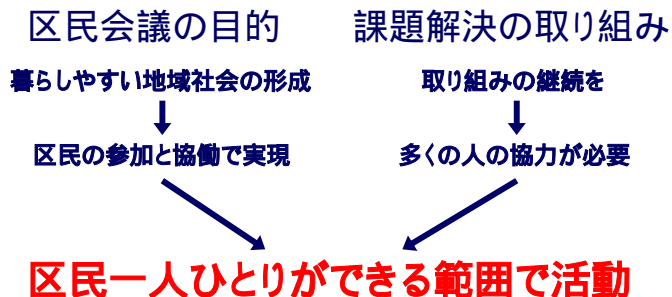 区民会議の目的
暮らしやすい地域社会の形成
区民の参加と協働で実現
課題解決の取り組み
取り組みの継続を
多くの人の協力が必要
区民一人ひとりができる範囲で活動